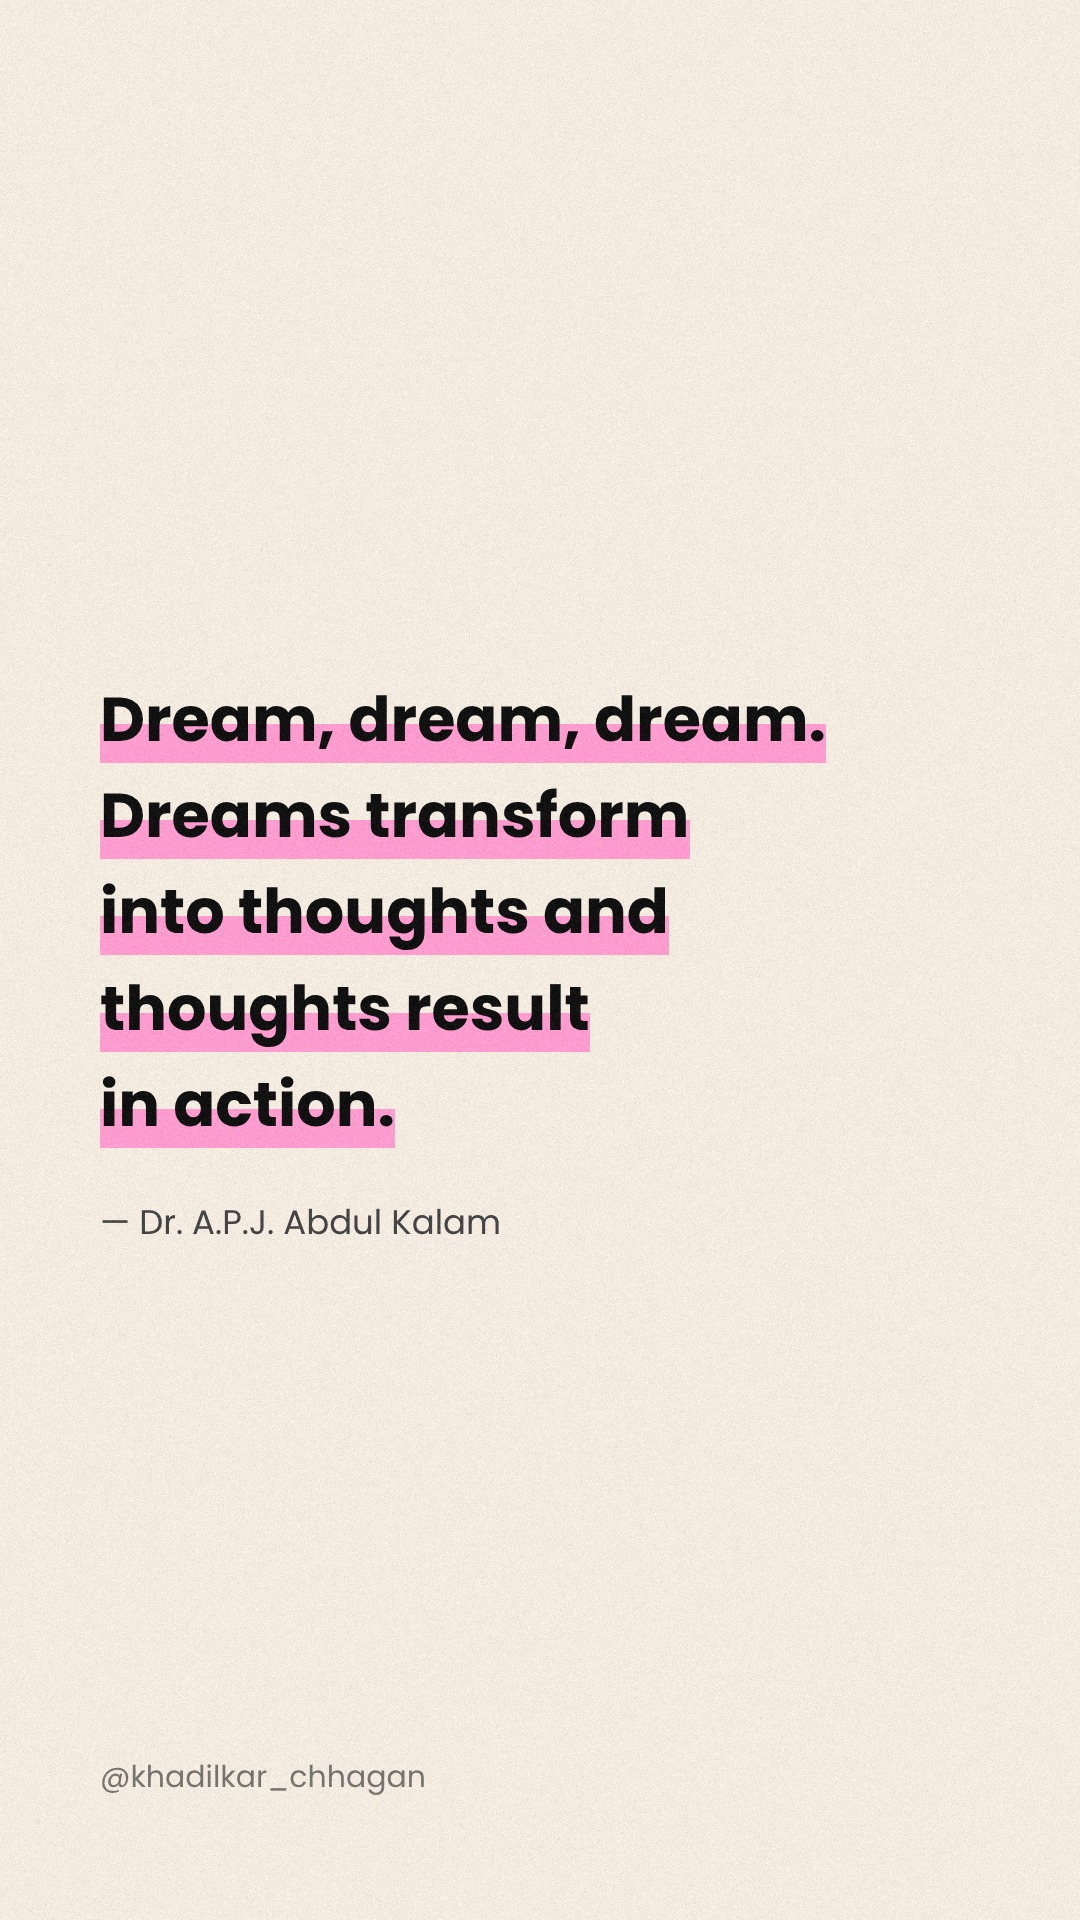 Dream, dream, dream.
Dreams transform
into thoughts and
thoughts result
in action.
— Dr. A.P.J. Abdul Kalam
@khadilkar_chhagan